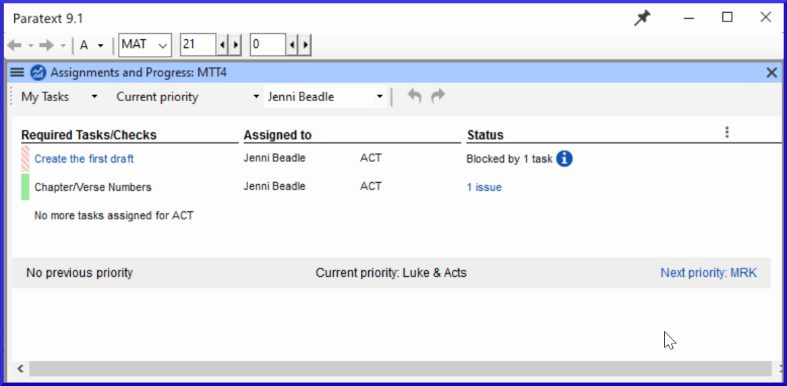 Paratext 9.1
A MAT 21 0
Assignments and Progress: MTT4
My Tasks Current priority Jenni Beadle
Required Tasks/Checks Assigned to Status
Create the first draft Jenni Beadle ACT Blocked by 1 task
Chapter/Verse Numbers Jenni Beadle ACT 1 issue
No more tasks assigned for ACT
No previous priority Current priority: Luke & Acts Next priority: MRK